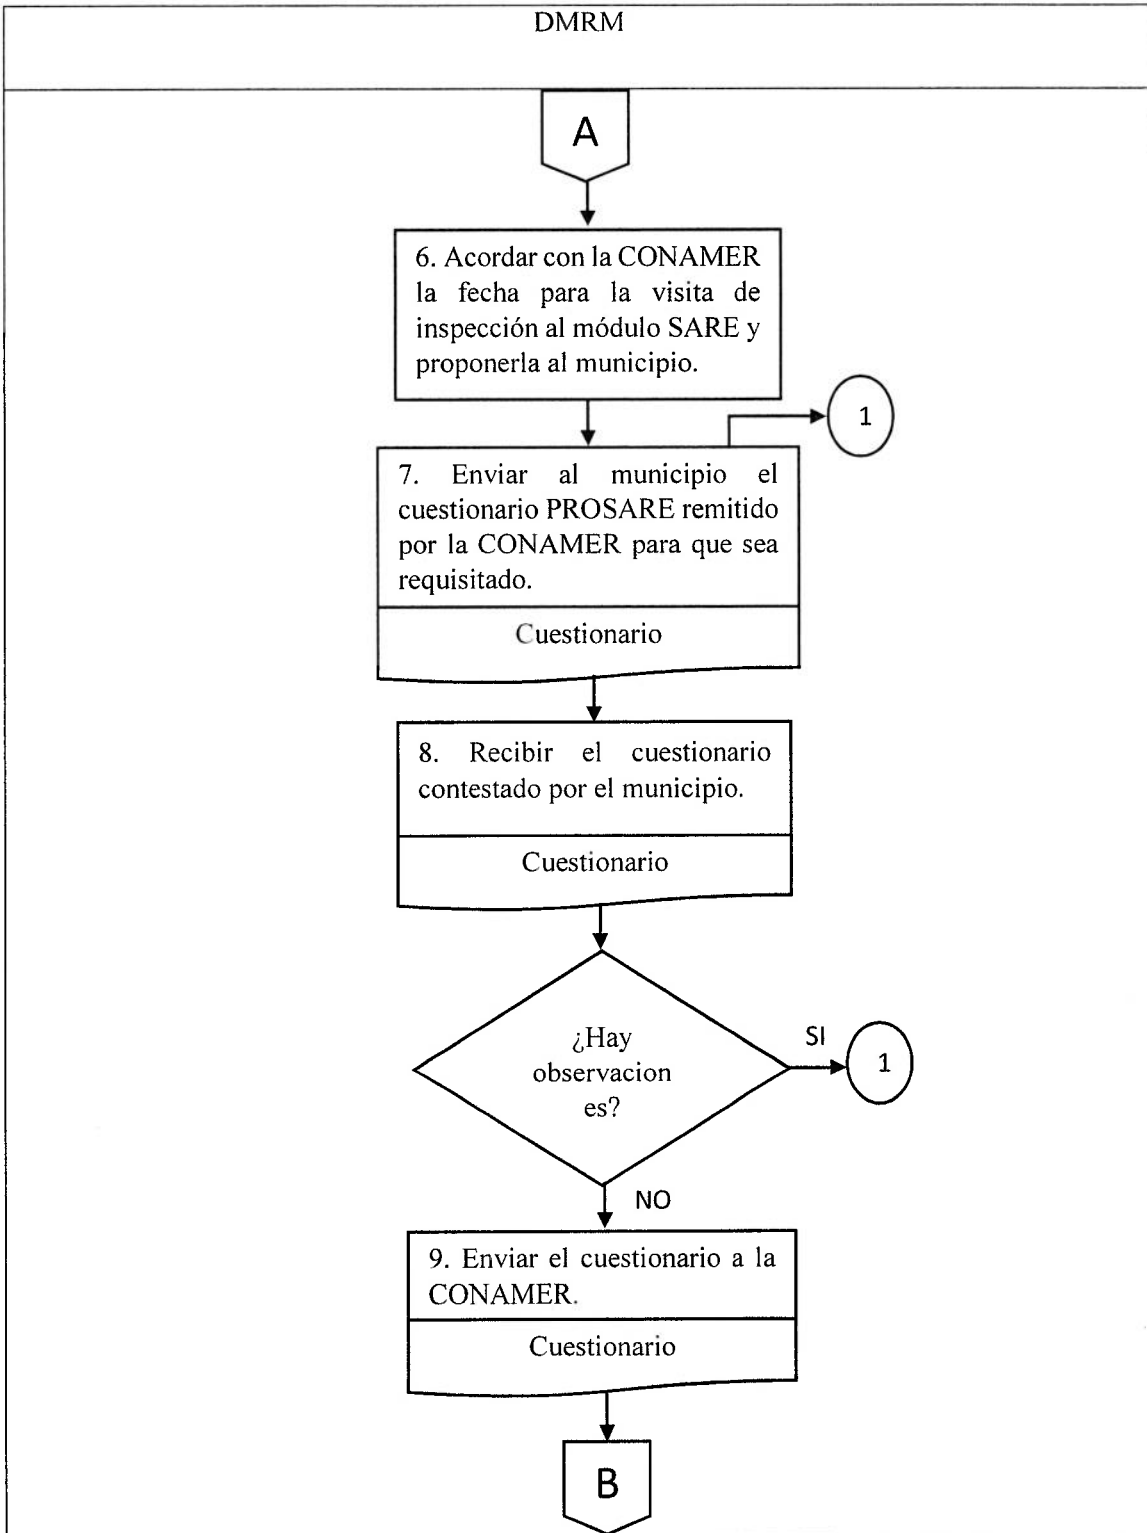 DMRM
A
6. Acordar con la CONAMER
la fecha para la visita de
inspección al módulo SARE y
proponerla al municipio.
1
7. Enviar al municipio el
cuestionario PROSARE remitido
por la CONAMER para que sea
requisitado.
Cuestionario
8. Recibir el cuestionario
contestado por el municipio.
Cuestionario
¿Hay
observacion
es?
SI
1
NO
9. Enviar el cuestionario a la
CONAMER.
Cuestionario
B